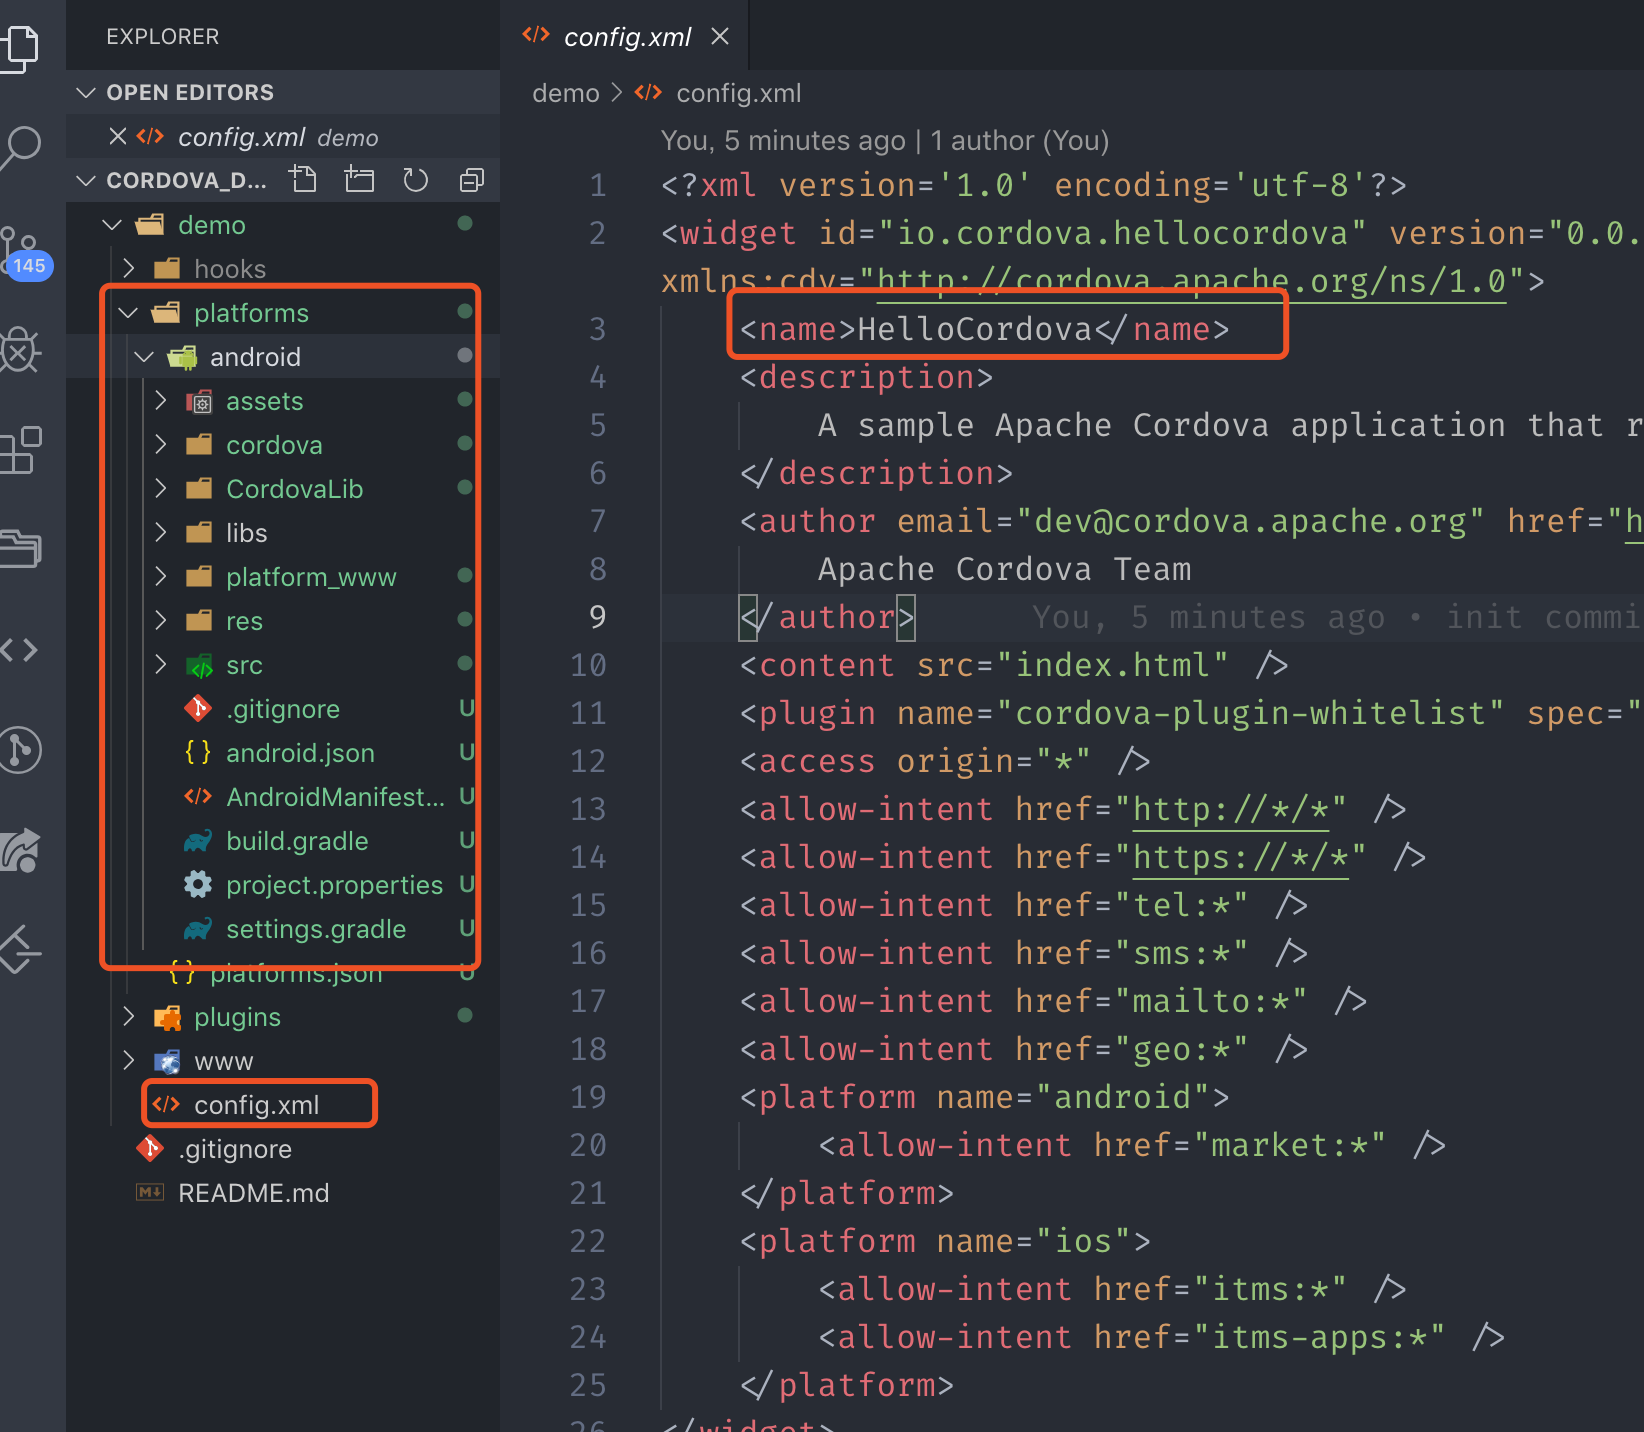 EXPLORER
OPEN EDITORS
config.xml demo
CORDOVA_D...
demo
hooks
platforms
android
assets
cordova
CordovaLib
libs
platform_www
res
src
.gitignore U
android.json U
AndroidManifest... U
build.gradle U
project.properties U
settings.gradle U
platforms.json U
plugins
www
config.xml
.gitignore
README.md
145
config.xml
demo > config.xml
You, 5 minutes ago | 1 author (You)
1 <?xml version='1.0' encoding='utf-8'?>
2 <widget id="io.cordova.hellocordova" version="0.0.
xmlns:cdv="http://cordova.apache.org/ns/1.0">
3 <name>HelloCordova</name>
4 <description>
5 A sample Apache Cordova application that r
6 </description>
7 <author email="dev@cordova.apache.org" href="h
8 Apache Cordova Team
9 </author> You, 5 minutes ago • init commi
10 <content src="index.html" />
11 <plugin name="cordova-plugin-whitelist" spec="
12 <access origin="*" />
13 <allow-intent href="http://*/*" />
14 <allow-intent href="https://*/*" />
15 <allow-intent href="tel:*" />
16 <allow-intent href="sms:*" />
17 <allow-intent href="mailto:*" />
18 <allow-intent href="geo:*" />
19 <platform name="android">
20 <allow-intent href="market:*" />
21 </platform>
22 <platform name="ios">
23 <allow-intent href="itms:*" />
24 <allow-intent href="itms-apps:*" />
25 </platform>
26 </widget>